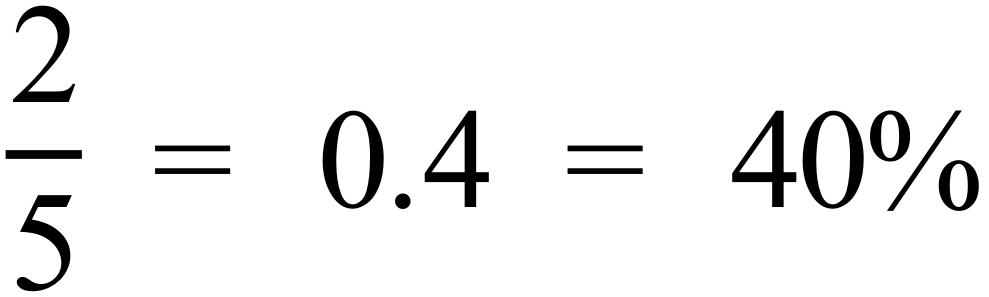 2/5 = 0.4 = 40%